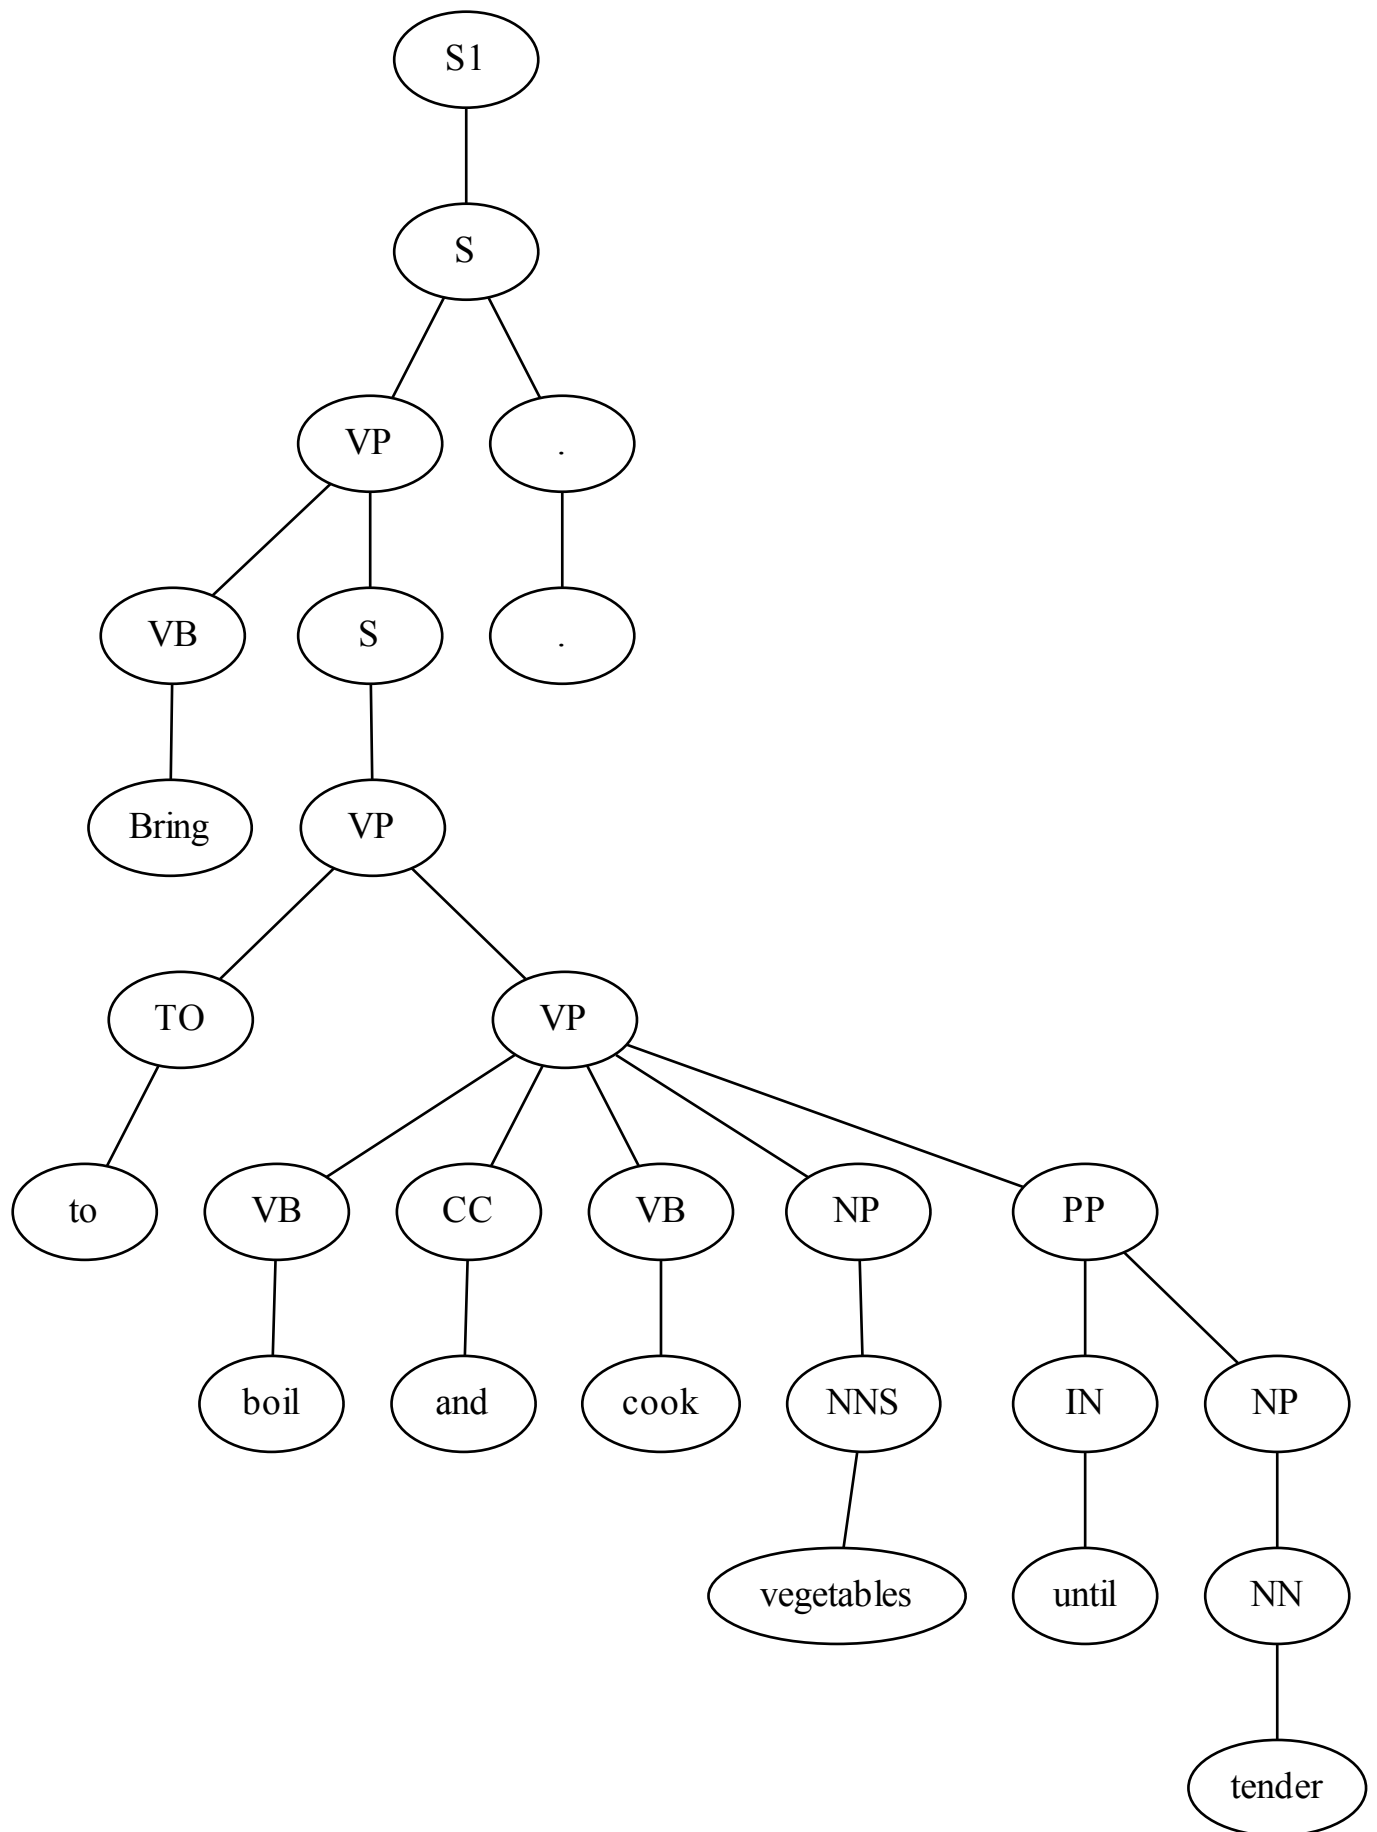 S1
S
VP .
VB S .
Bring VP
TO VP
to VB CC VB NP PP
boil and cook NNS IN NP
vegetables until NN
tender